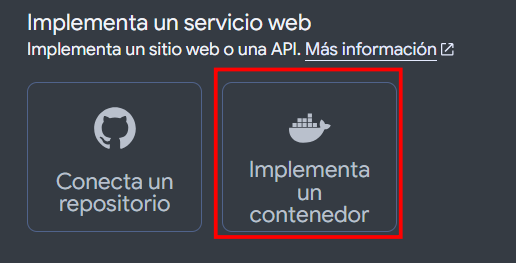 Implementa un servicio web
Implementa un sitio web o una API. Más información
Conecta un
repositorio
Implementa
un
contenedor